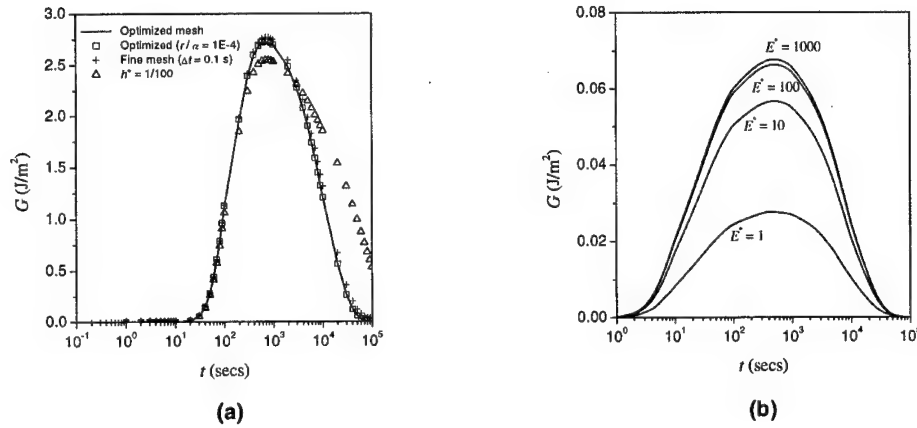 Optimized mesh
Optimized (r/α = 1E-4)
Fine mesh (Δt = 0.1 s)
h* = 1/100
3.0
2.5
2.0
1.5
1.0
0.5
0.0
G (J/m²)
10⁻¹ 10⁰ 10¹ 10² 10³ 10⁴ 10⁵
t (secs)
(a)
0.08
0.06
0.04
0.02
0.00
G (J/m²)
E* = 1000
E* = 100
E* = 10
E* = 1
10⁰ 10¹ 10² 10³ 10⁴ 10⁵
t (secs)
(b)